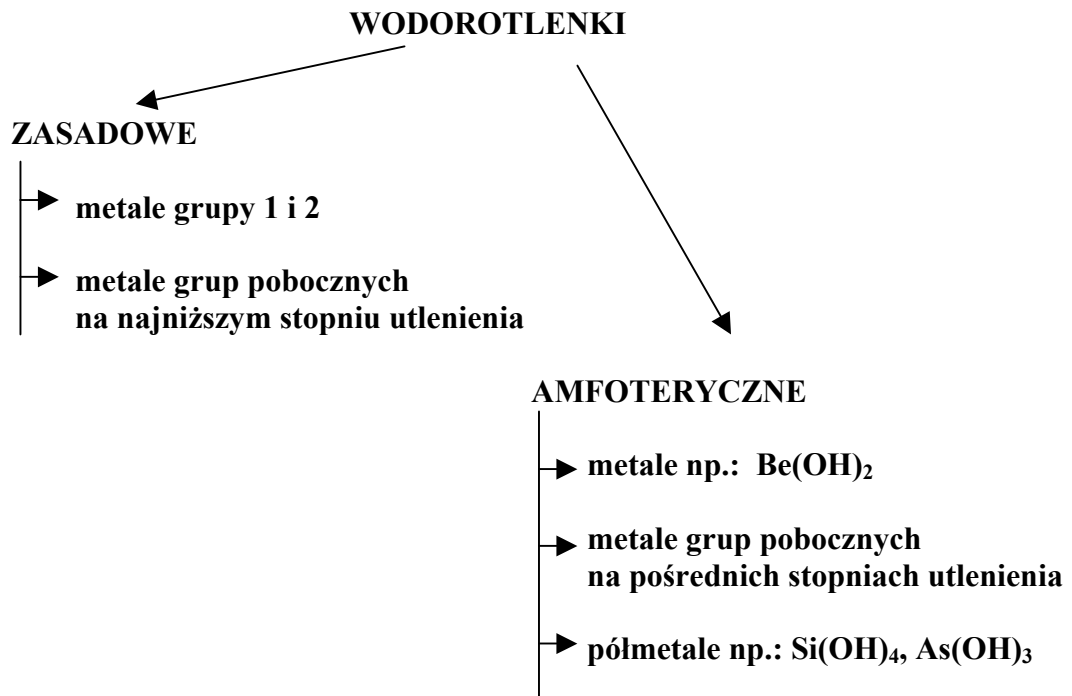 WODOROTLENKI
ZASADOWE
metale grupy 1 i 2
metale grup pobocznych
na najniższym stopniu utlenienia
AMFOTERYCZNE
metale np.: Be(OH)₂
metale grup pobocznych
na pośrednich stopniach utlenienia
półmetale np.: Si(OH)₄, As(OH)₃